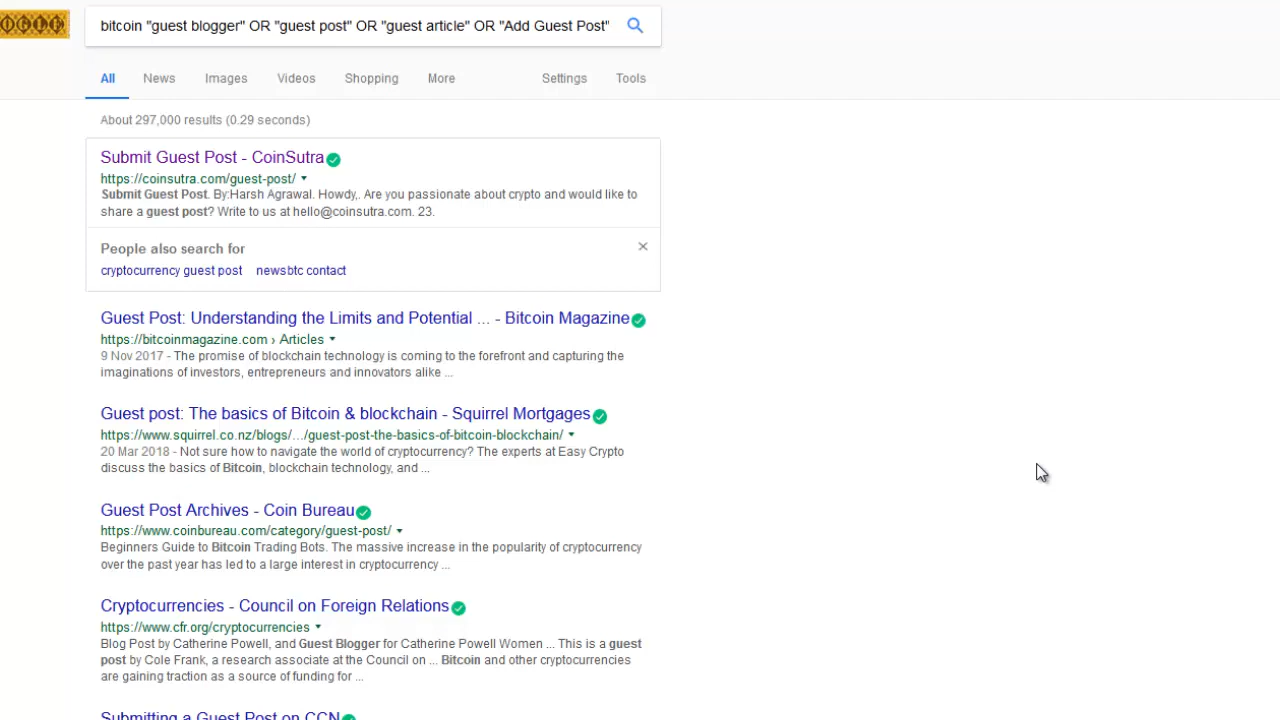 bitcoin "guest blogger" OR "guest post" OR "guest article" OR "Add Guest Post"
All News Images Videos Shopping More Settings Tools
About 297,000 results (0.29 seconds)
Submit Guest Post - CoinSutra
https://coinsutra.com/guest-post/
Submit Guest Post. By:Harsh Agrawal. Howdy,. Are you passionate about crypto and would like to
share a guest post? Write to us at hello@coinsutra.com. 23.
People also search for
cryptocurrency guest post newsbtc contact
Guest Post: Understanding the Limits and Potential ... - Bitcoin Magazine
https://bitcoinmagazine.com › Articles
9 Nov 2017 - The promise of blockchain technology is coming to the forefront and capturing the
imaginations of investors, entrepreneurs and innovators alike ...
Guest post: The basics of Bitcoin & blockchain - Squirrel Mortgages
https://www.squirrel.co.nz/blogs/.../guest-post-the-basics-of-bitcoin-blockchain/
20 Mar 2018 - Not sure how to navigate the world of cryptocurrency? The experts at Easy Crypto
discuss the basics of Bitcoin, blockchain technology, and ...
Guest Post Archives - Coin Bureau
https://www.coinbureau.com/category/guest-post/
Beginners Guide to Bitcoin Trading Bots. The massive increase in the popularity of cryptocurrency
over the past year has led to a large interest in cryptocurrency ...
Cryptocurrencies - Council on Foreign Relations
https://www.cfr.org/cryptocurrencies
Blog Post by Catherine Powell, and Guest Blogger for Catherine Powell Women ... This is a guest
post by Cole Frank, a research associate at the Council on ... Bitcoin and other cryptocurrencies
are gaining traction as a source of funding for ...
Submitting a Guest Post on CCN